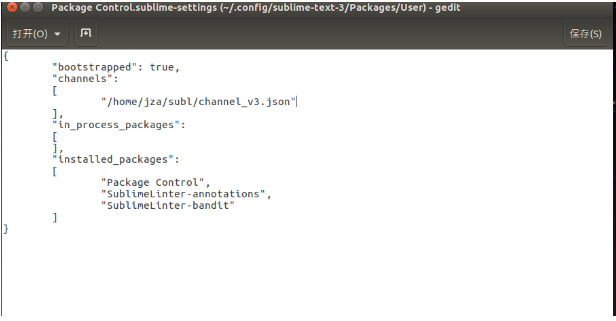 Package Control.sublime-settings (~/.config/sublime-text-3/Packages/User) - gedit
打开(O) 保存(S)
{
"bootstrapped": true,
"channels":
[
"/home/jza/subl/channel_v3.json"
],
"in_process_packages":
[
],
"installed_packages":
[
"Package Control",
"SublimeLinter-annotations",
"SublimeLinter-bandit"
]
}